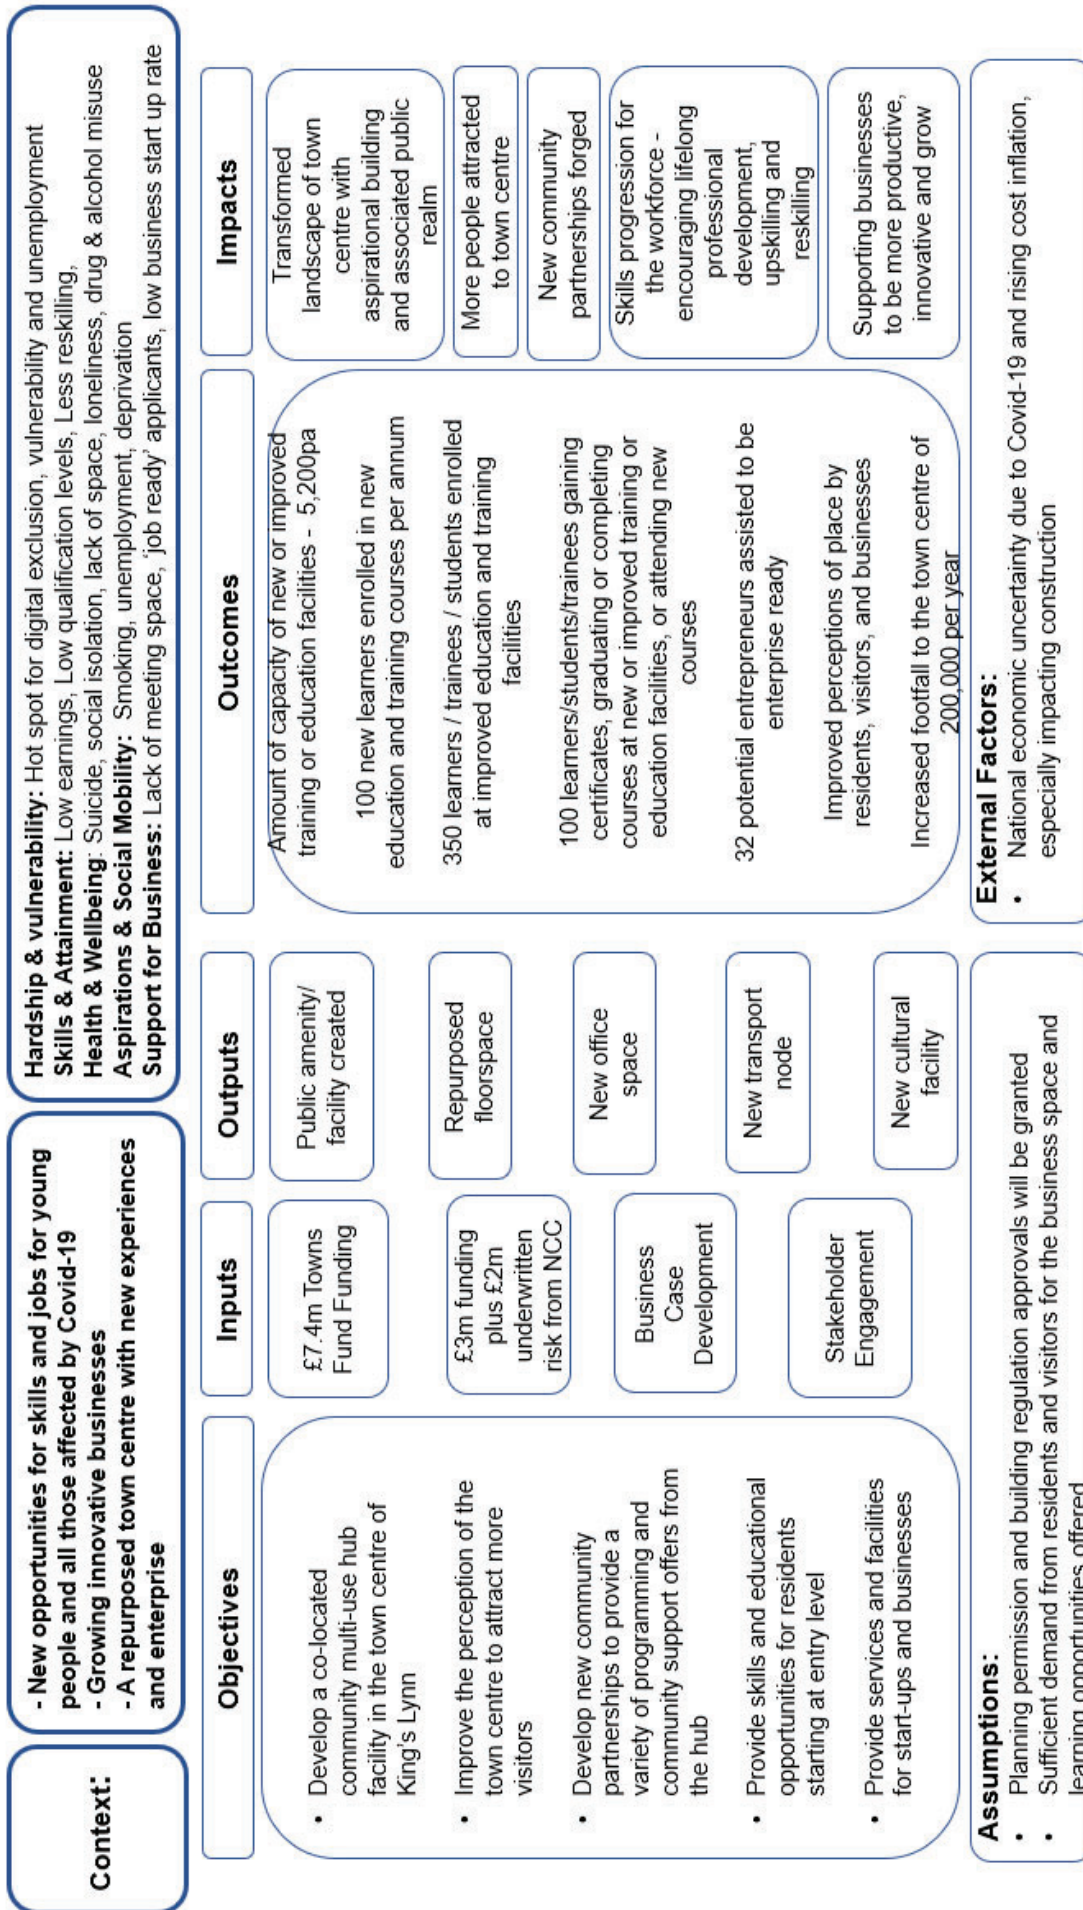 Context:
- New opportunities for skills and jobs for young
people and all those affected by Covid-19
- Growing innovative businesses
- A repurposed town centre with new experiences
and enterprise
Hardship & vulnerability: Hot spot for digital exclusion, vulnerability and unemployment
Skills & Attainment: Low earnings, Low qualification levels, Less reskilling,
Health & Wellbeing: Suicide, social isolation, lack of space, loneliness, drug & alcohol misuse
Aspirations & Social Mobility: Smoking, unemployment, deprivation
Support for Business: Lack of meeting space, 'job ready' applicants, low business start up rate
Objectives
• Develop a co-located
community multi-use hub
facility in the town centre of
King's Lynn
• Improve the perception of the
town centre to attract more
visitors
• Develop new community
partnerships to provide a
variety of programming and
community support offers from
the hub
• Provide skills and educational
opportunities for residents
starting at entry level
• Provide services and facilities
for start-ups and businesses
Inputs
£7.4m Towns
Fund Funding
£3m funding
plus £2m
underwritten
risk from NCC
Business
Case
Development
Stakeholder
Engagement
Outputs
Public amenity/
facility created
Repurposed
floorspace
New office
space
New transport
node
New cultural
facility
Outcomes
Amount of capacity of new or improved
training or education facilities - 5,200pa
100 new learners enrolled in new
education and training courses per annum
350 learners / trainees / students enrolled
at improved education and training
facilities
100 learners/students/trainees gaining
certificates, graduating or completing
courses at new or improved training or
education facilities, or attending new
courses
32 potential entrepreneurs assisted to be
enterprise ready
Improved perceptions of place by
residents, visitors, and businesses
Increased footfall to the town centre of
200,000 per year
Impacts
Transformed
landscape of town
centre with
aspirational building
and associated public
realm
More people attracted
to town centre
New community
partnerships forged
Skills progression for
the workforce -
encouraging lifelong
professional
development,
upskilling and
reskilling
Supporting businesses
to be more productive,
innovative and grow
Assumptions:
• Planning permission and building regulation approvals will be granted
• Sufficient demand from residents and visitors for the business space and
learning opportunities offered
External Factors:
• National economic uncertainty due to Covid-19 and rising cost inflation,
especially impacting construction